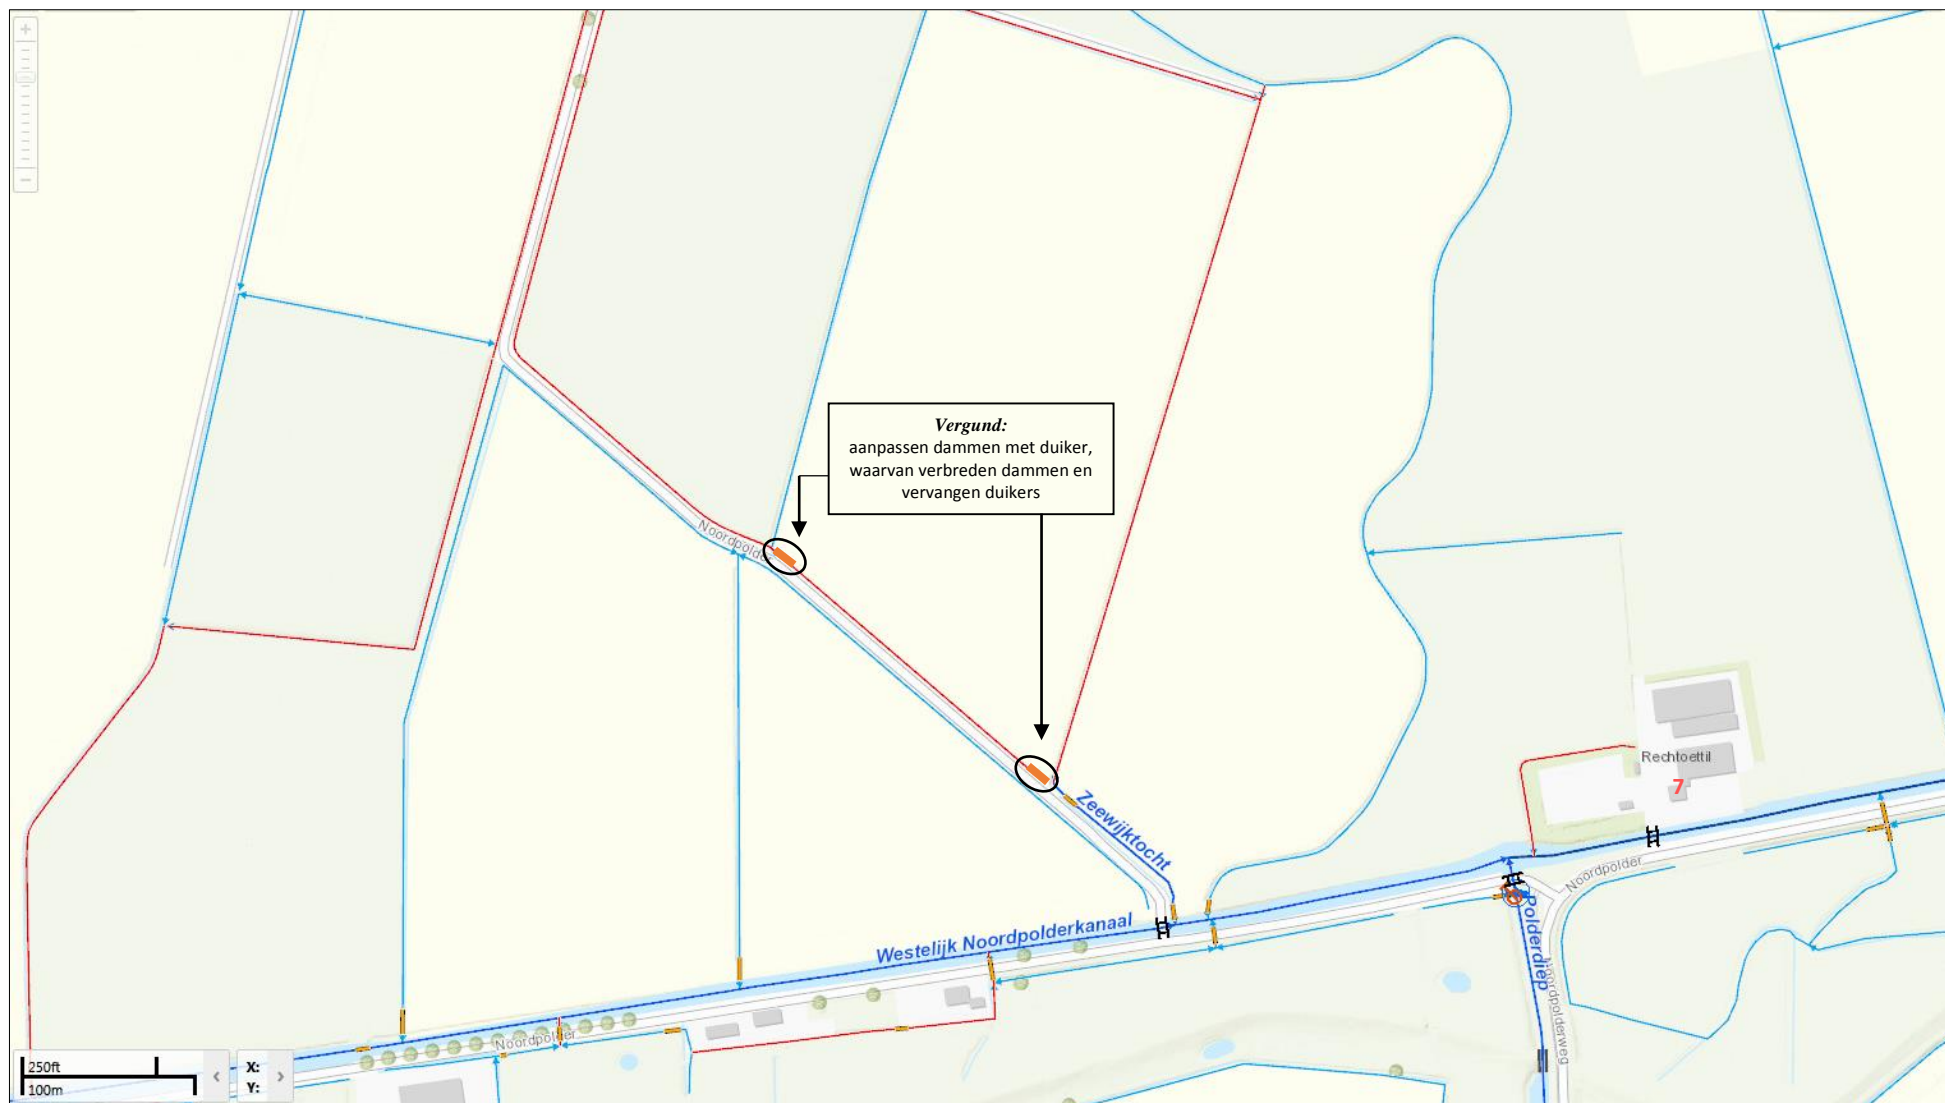 Vergund:
aanpassen dammen met duiker,
waarvan verbreden dammen en
vervangen duikers
Noordpolder
Zeewijktocht
Rechtoettil
7
Noordpolder
Westelijk Noordpolderkanaal
Polderdiep
Noordpolderweg
Noordpolder
250ft
100m
X:
Y: